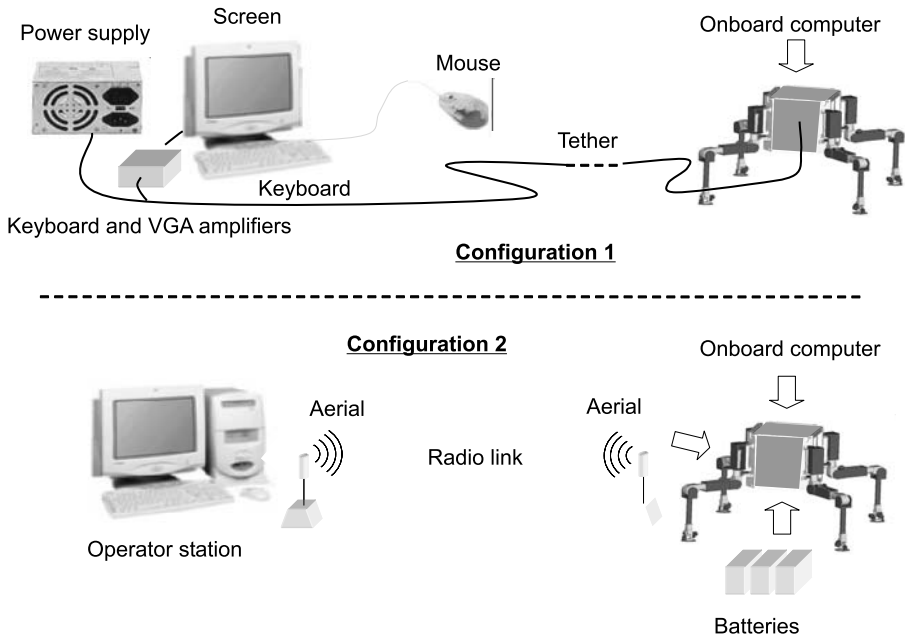 Screen
Onboard computer
Power supply
Mouse
Tether
Keyboard
Keyboard and VGA amplifiers
Configuration 1
Configuration 2
Onboard computer
Aerial
Aerial
Radio link
Operator station
Batteries